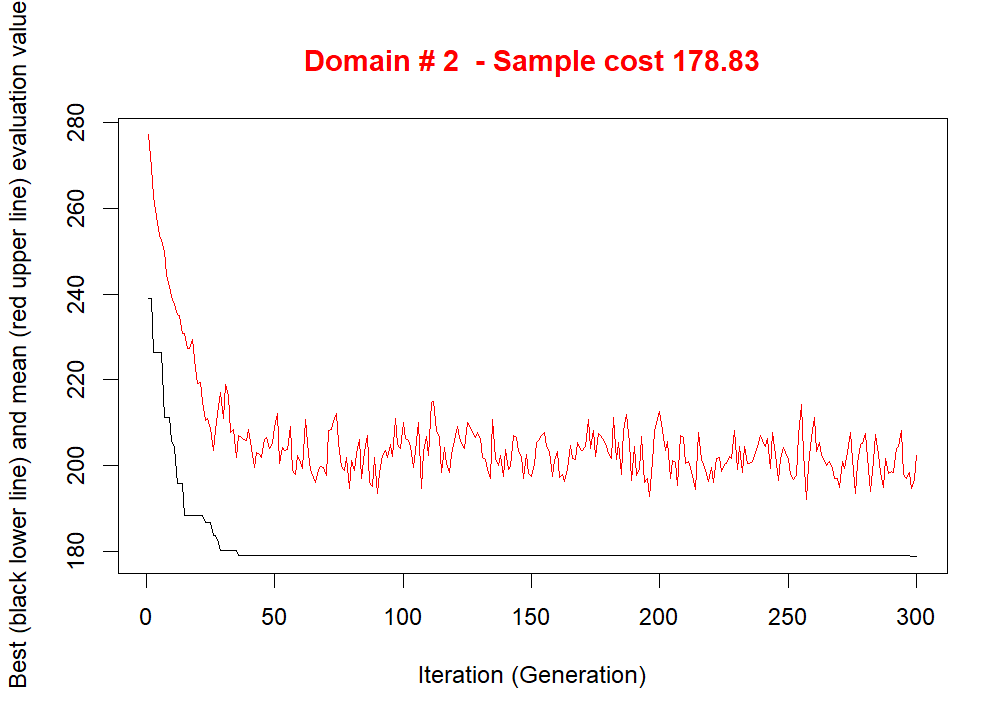 Domain # 2  - Sample cost 178.83
Best (black lower line) and mean (red upper line) evaluation value
280
260
240
220
200
180
0 50 100 150 200 250 300
Iteration (Generation)